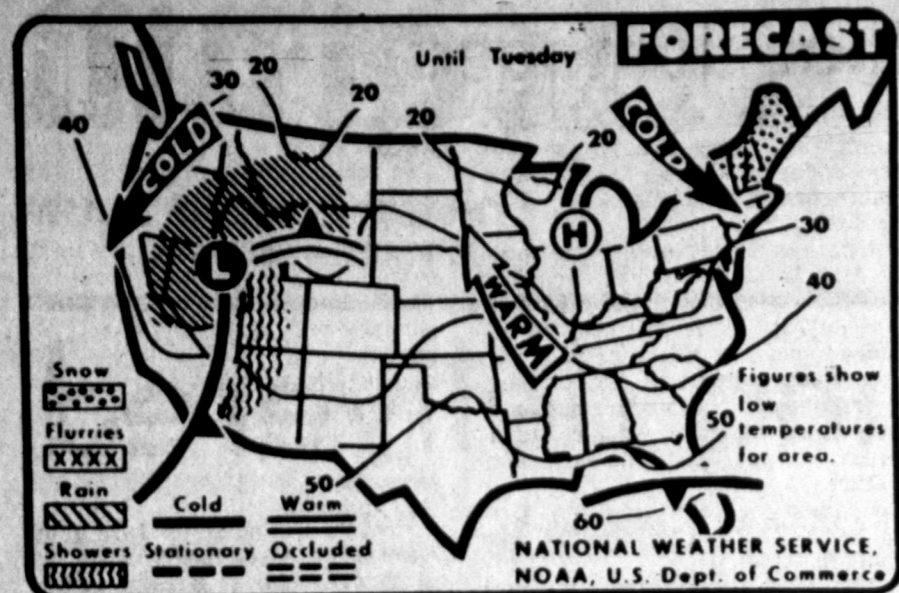 FORECAST
Until Tuesday
30 20
20
20
20
40
COLD
COLD
L
H
30
WARM
40
Snow
Flurries
XXXX
Rain
Showers
Cold
Stationary
Warm
Occluded
50
Figures show
low
temperatures
for area.
50
60
NATIONAL WEATHER SERVICE,
NOAA, U.S. Dept. of Commerce